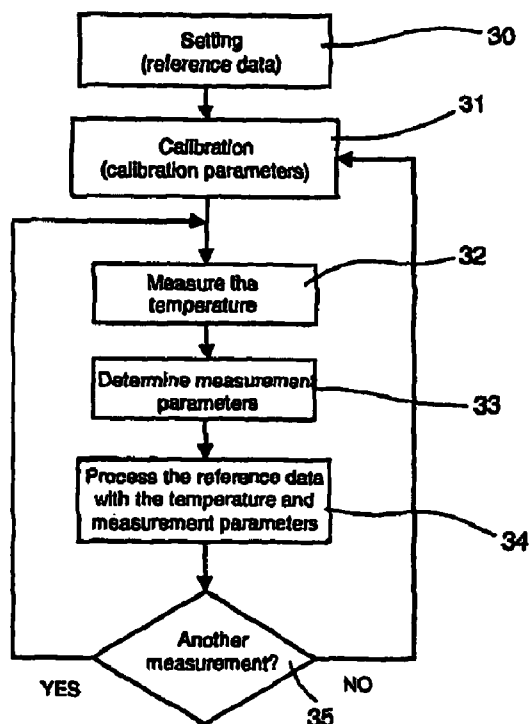 Setting
(reference data)
30
31
Calibration
(calibration parameters)
32
Measure the
temperature
Determine measurement
parameters
33
Process the reference data
with the temperature and
measurement parameters
34
Another
measurement?
YES
NO
35